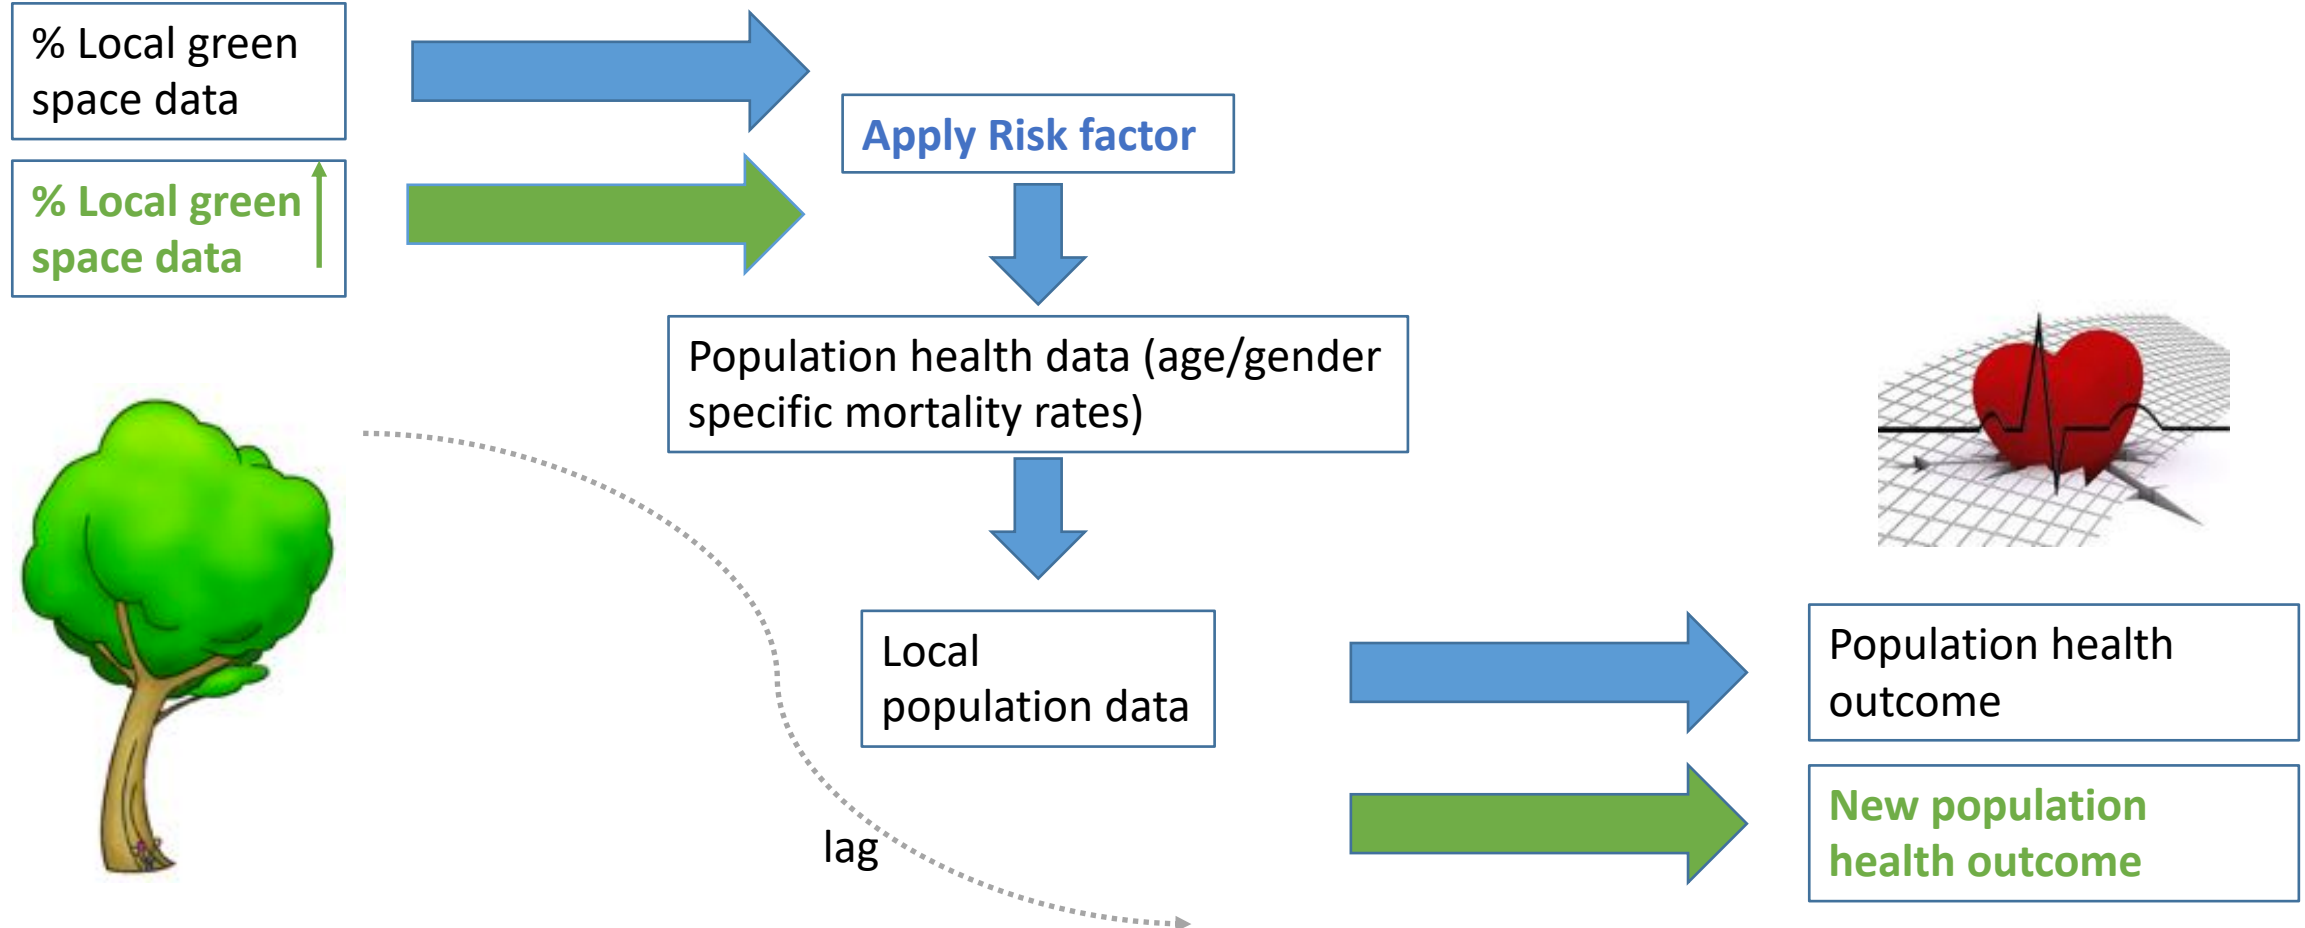 % Local green
space data
Apply Risk factor
% Local green
space data
Population health data (age/gender
specific mortality rates)
Local
population data
Population health
outcome
lag
New population
health outcome